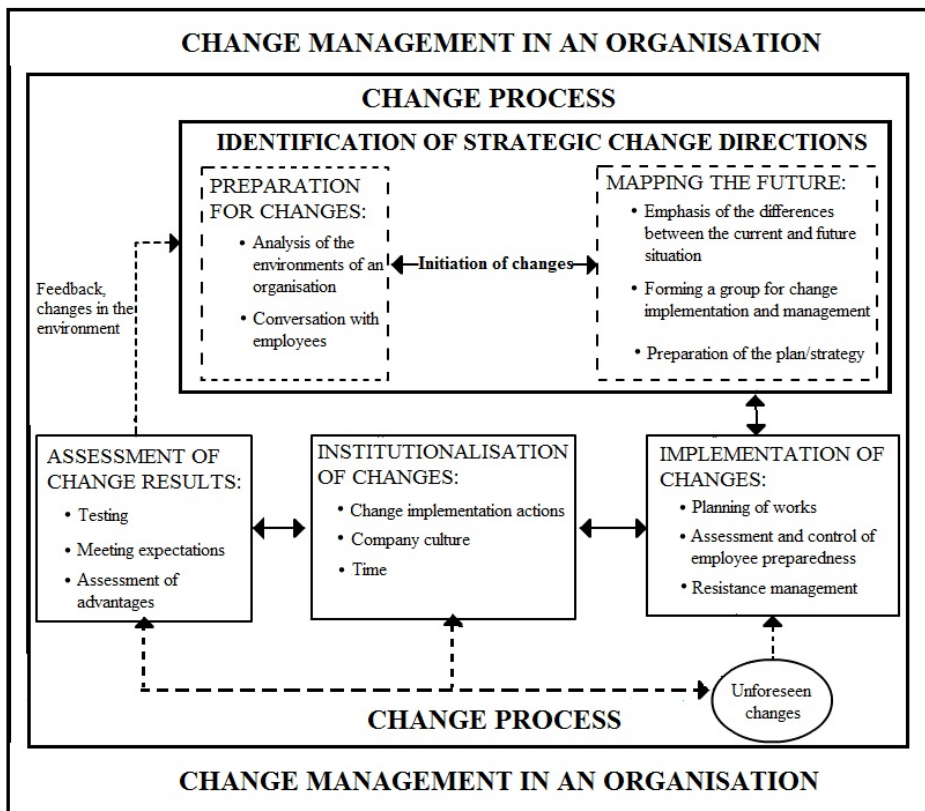 CHANGE MANAGEMENT IN AN ORGANISATION
CHANGE PROCESS
IDENTIFICATION OF STRATEGIC CHANGE DIRECTIONS
PREPARATION
FOR CHANGES:
• Analysis of the
environments of an
organisation
• Conversation with
employees
Initiation of changes
MAPPING THE FUTURE:
• Emphasis of the differences
between the current and future
situation
• Forming a group for change
implementation and management
• Preparation of the plan/strategy
Feedback,
changes in the
environment
ASSESSMENT OF
CHANGE RESULTS:
• Testing
• Meeting expectations
• Assessment of
advantages
INSTITUTIONALISATION
OF CHANGES:
• Change implementation actions
• Company culture
• Time
IMPLEMENTATION OF
CHANGES:
• Planning of works
• Assessment and control of
employee preparedness
• Resistance management
Unforeseen
changes
CHANGE PROCESS
CHANGE MANAGEMENT IN AN ORGANISATION